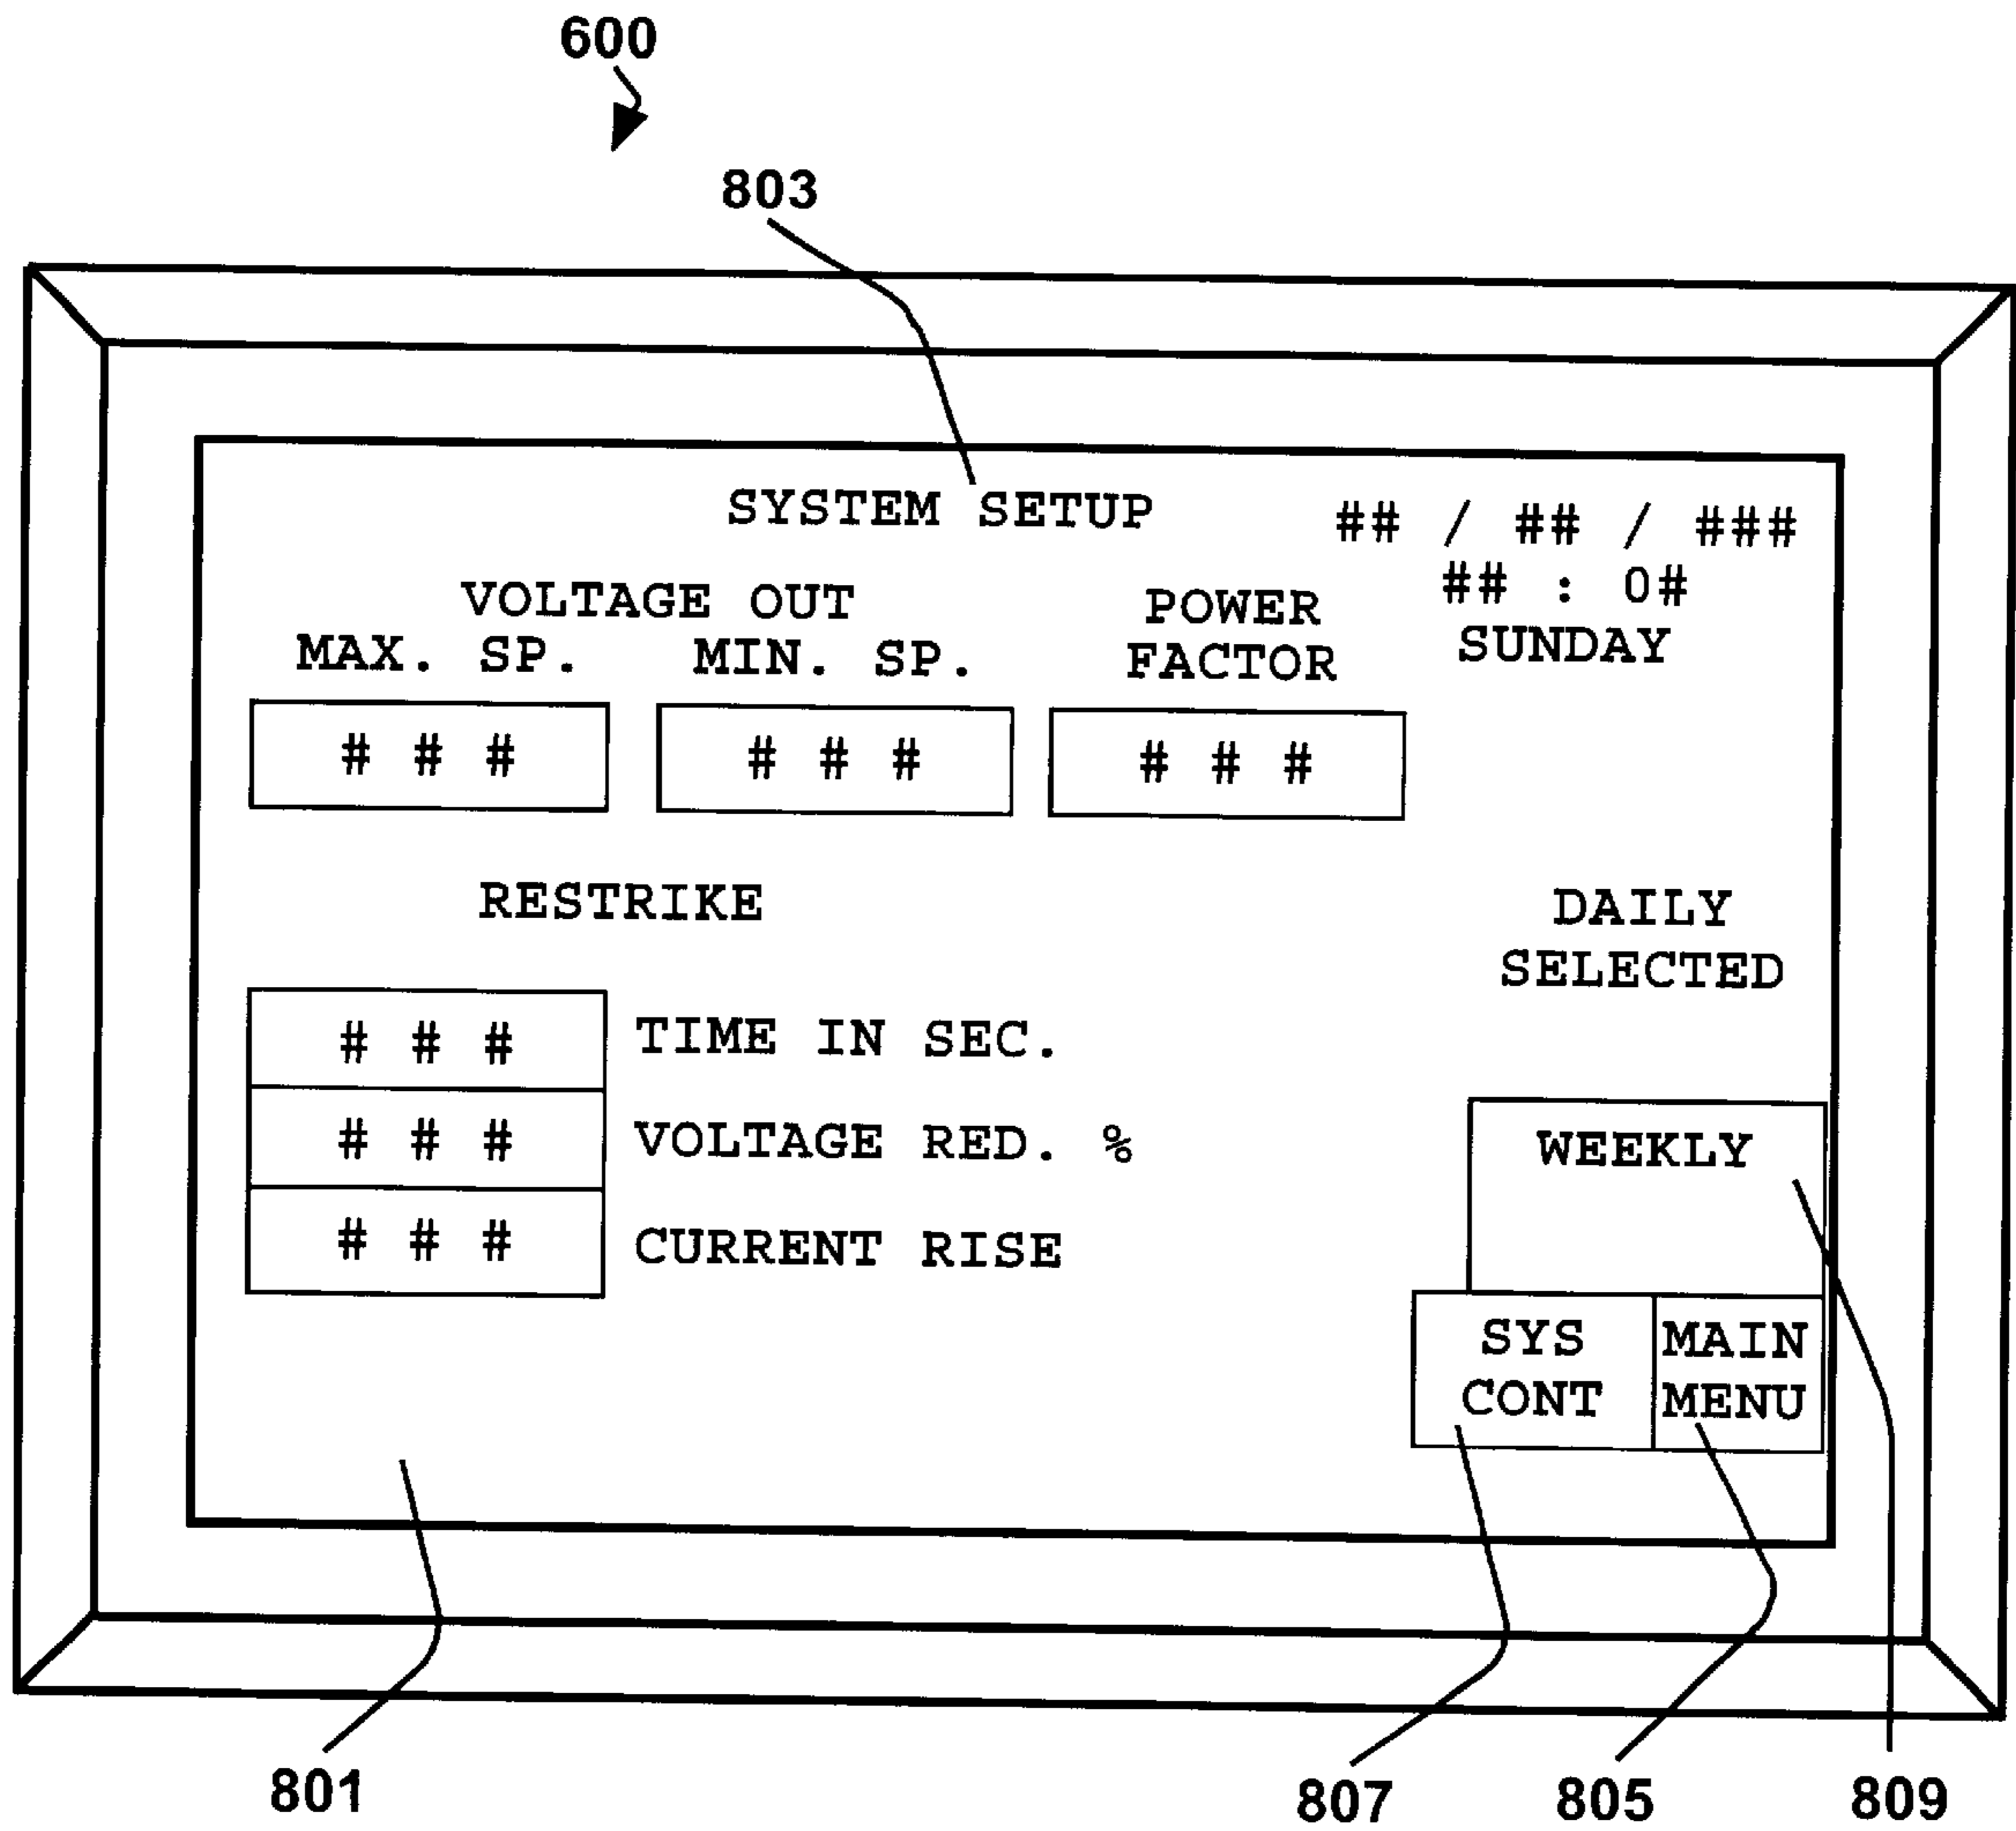 600
803
SYSTEM SETUP
## / ## / ###
## : 0#
SUNDAY
VOLTAGE OUT
MAX. SP. MIN. SP.
POWER
FACTOR
# # # # # # # # #
RESTRIKE
DAILY
SELECTED
# # # TIME IN SEC.
# # # VOLTAGE RED. %
# # # CURRENT RISE
WEEKLY
SYS
CONT
MAIN
MENU
801
807
805
809